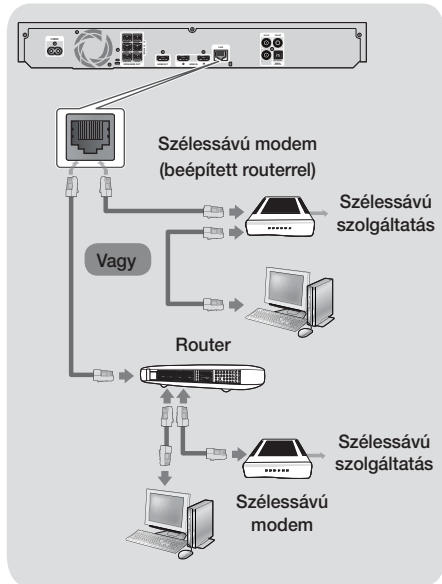 Szélessávú modem
(beépített routerrel)
Szélessávú
szolgáltatás
Vagy
Router
Szélessávú
szolgáltatás
Szélessávú
modem